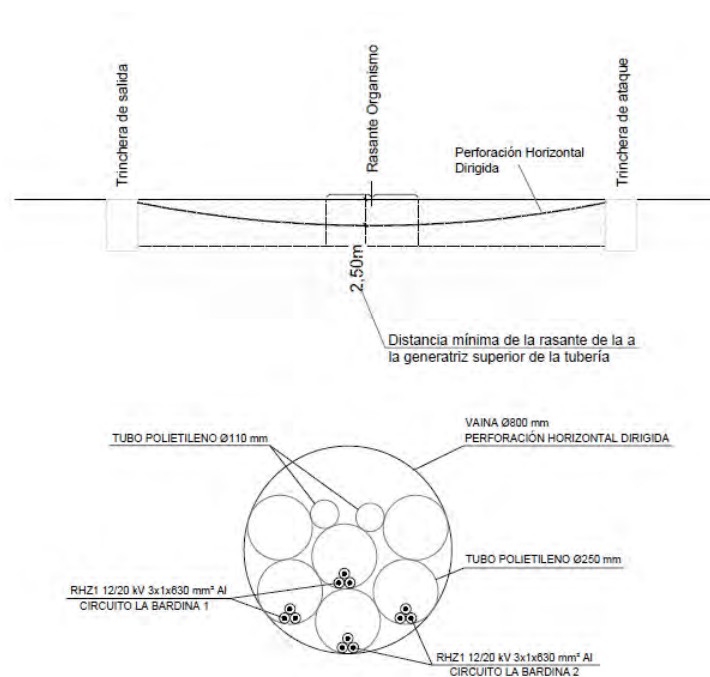 Trinchera de salida
Rasante Organismo
Trinchera de ataque
Perforación Horizontal
Dirigida
2,50m
Distancia mínima de la rasante de la a
la generatriz superior de la tubería
VAINA Ø800 mm
PERFORACIÓN HORIZONTAL DIRIGIDA
TUBO POLIETILENO Ø110 mm
TUBO POLIETILENO Ø250 mm
RHZ1 12/20 kV 3x1x630 mm² Al
CIRCUITO LA BARDINA 1
RHZ1 12/20 kV 3x1x630 mm² Al
CIRCUITO LA BARDINA 2